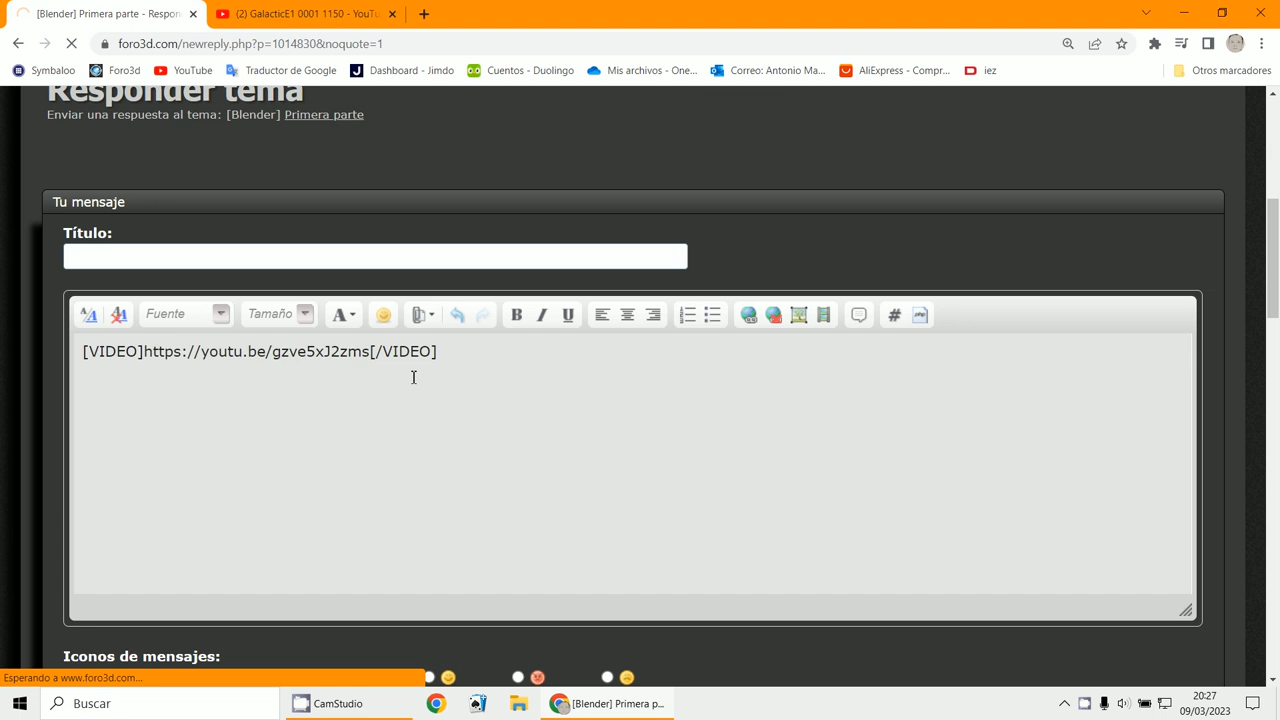 [Blender] Primera parte - Respon
(2) GalacticE1 0001 1150 - YouTu
foro3d.com/newreply.php?p=1014830&noquote=1
Symbaloo Foro3d YouTube Traductor de Google Dashboard - Jimdo Cuentos - Duolingo Mis archivos - One... Correo: Antonio Ma... AliExpress - Compr... iez Otros marcadores
Responder tema
Enviar una respuesta al tema: [Blender] Primera parte
Tu mensaje
Título:
Fuente Tamaño
[VIDEO]https://youtu.be/gzve5xJ2zms[/VIDEO]
Iconos de mensajes:
Esperando a www.foro3d.com...
Buscar CamStudio [Blender] Primera p...
20:27
09/03/2023